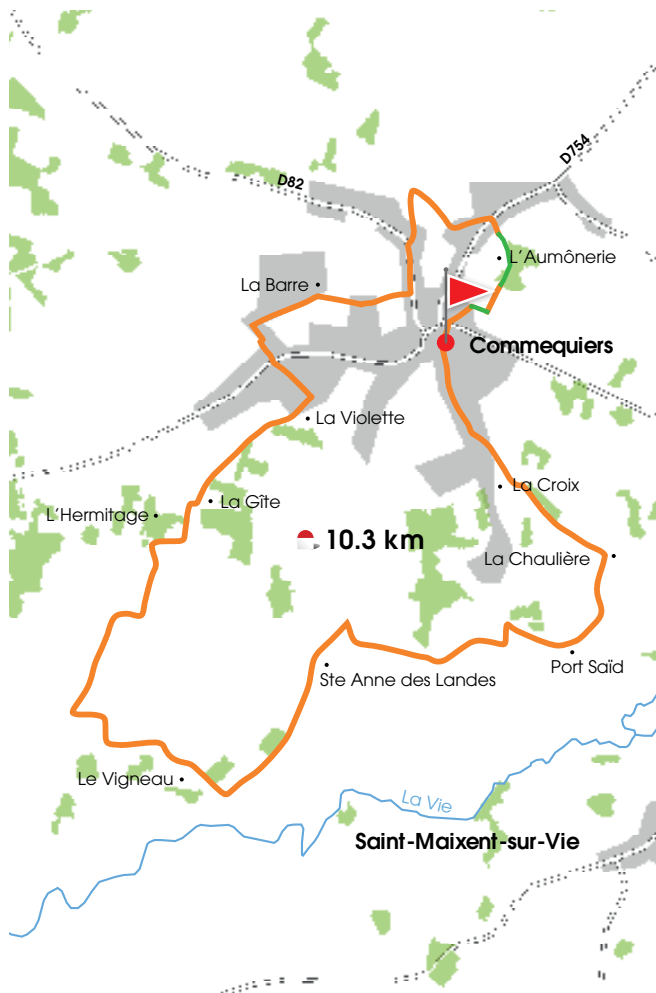 D754
D82
L'Aumônerie
La Barre
Commequiers
La Violette
La Croix
La Gîte
L'Hermitage
10.3 km
La Chaulière
Port Saïd
Ste Anne des Landes
Le Vigneau
La Vie
Saint-Maixent-sur-Vie